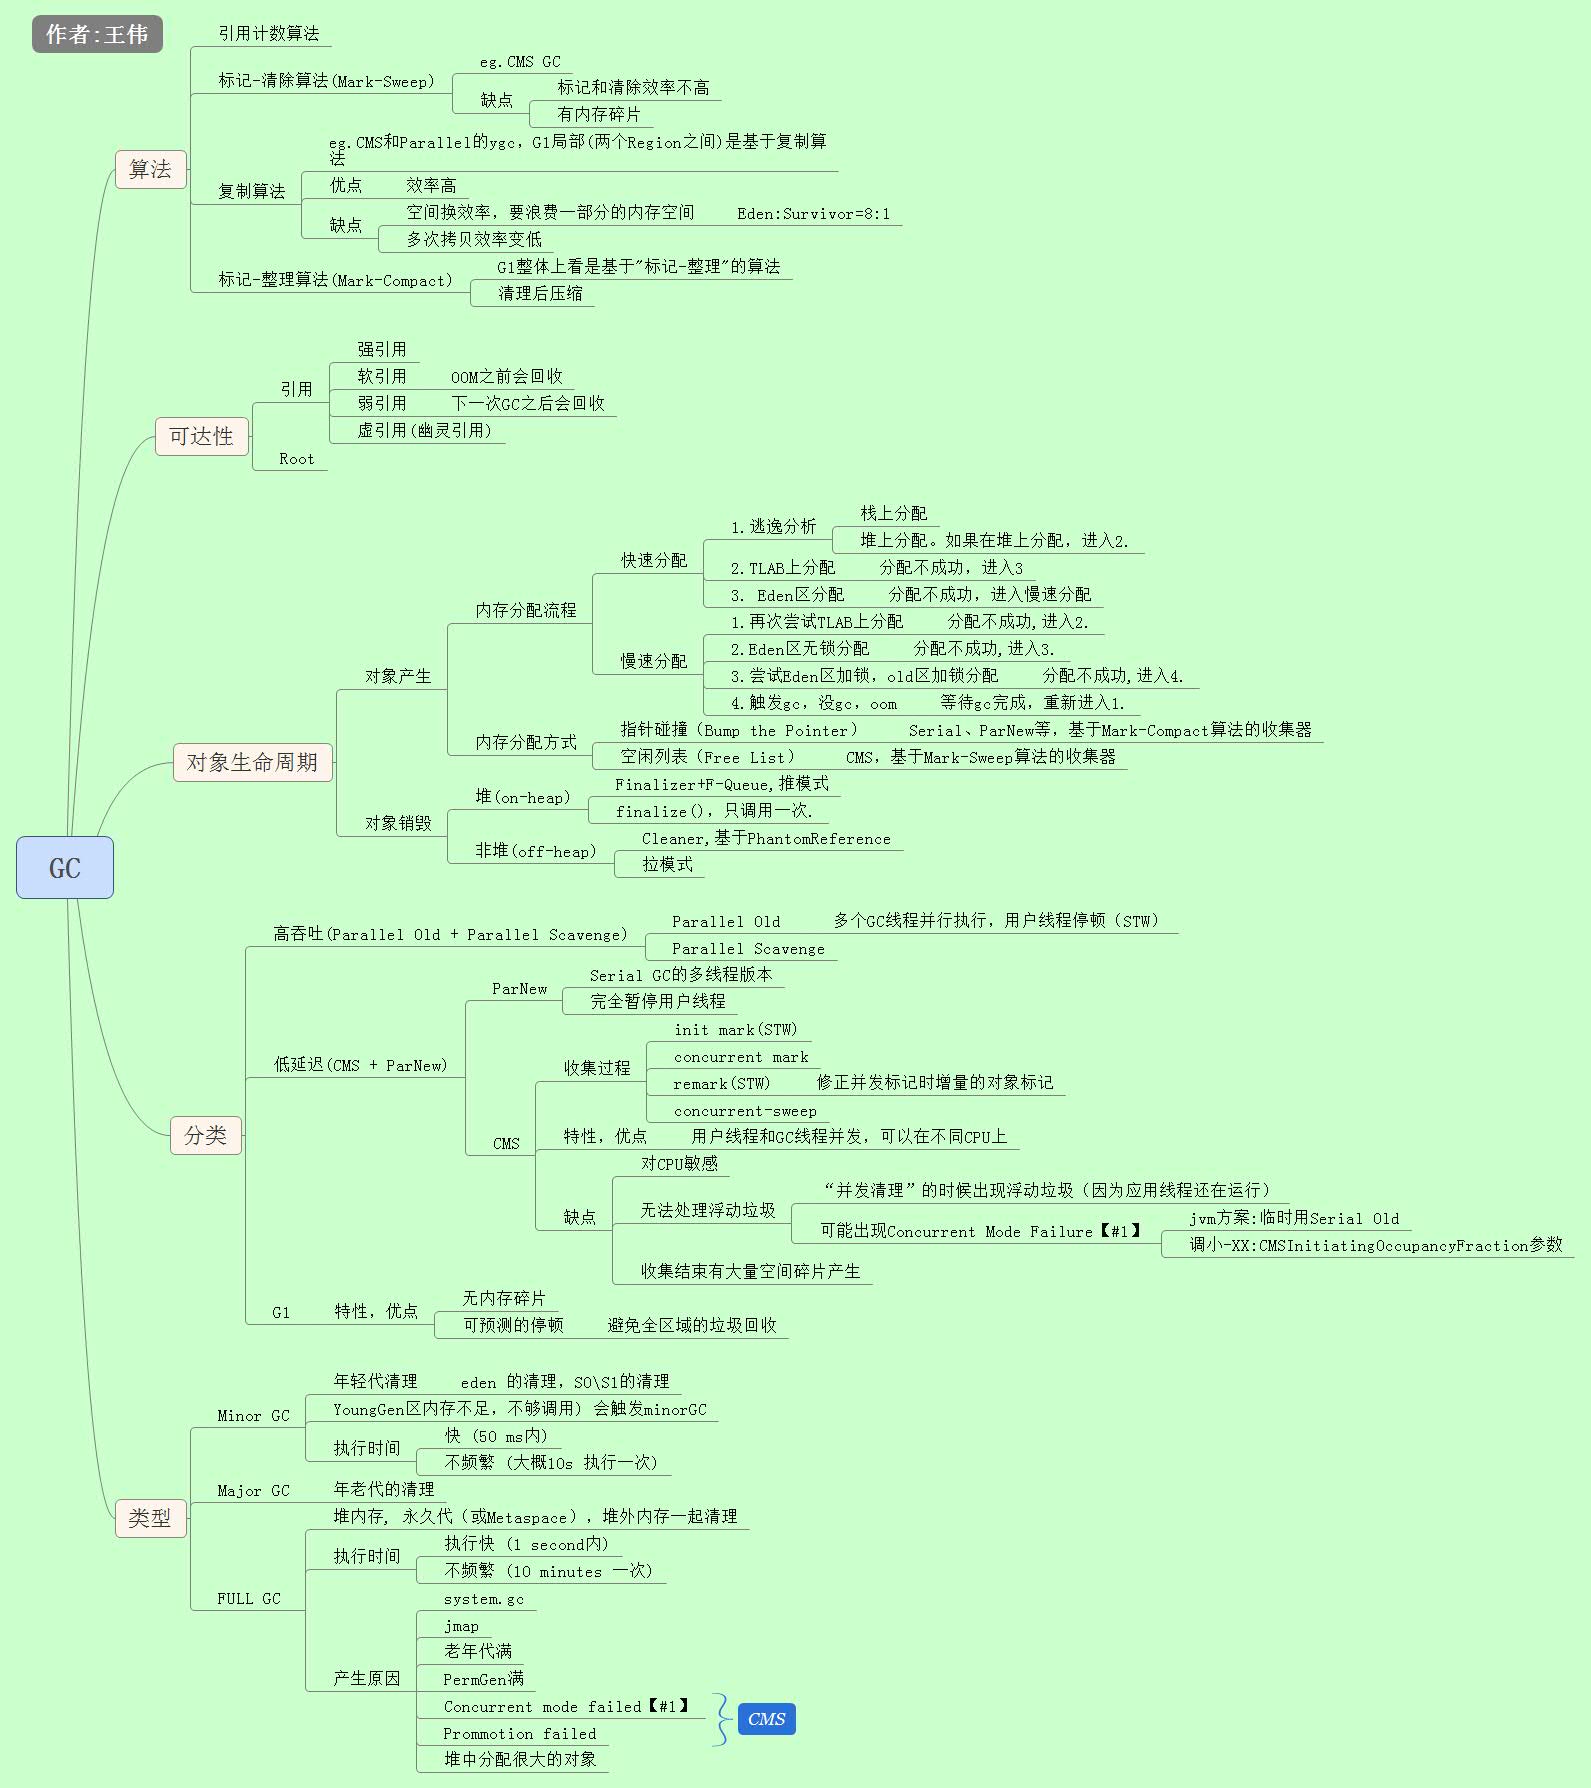 作者:王伟
GC
算法
引用计数算法
标记-清除算法(Mark-Sweep)
eg.CMS GC
缺点
标记和清除效率不高
有内存碎片
复制算法
eg.CMS和Parallel的ygc，G1局部(两个Region之间)是基于复制算
法
优点
效率高
缺点
空间换效率，要浪费一部分的内存空间
Eden:Survivor=8:1
多次拷贝效率变低
标记-整理算法(Mark-Compact)
G1整体上看是基于"标记-整理"的算法
清理后压缩
可达性
引用
强引用
软引用
OOM之前会回收
弱引用
下一次GC之后会回收
虚引用(幽灵引用)
Root
对象生命周期
对象产生
内存分配流程
快速分配
1.逃逸分析
栈上分配
堆上分配。如果在堆上分配，进入2.
2.TLAB上分配
分配不成功，进入3
3. Eden区分配
分配不成功，进入慢速分配
慢速分配
1.再次尝试TLAB上分配
分配不成功,进入2.
2.Eden区无锁分配
分配不成功,进入3.
3.尝试Eden区加锁，old区加锁分配
分配不成功,进入4.
4.触发gc，没gc，oom
等待gc完成，重新进入1.
内存分配方式
指针碰撞（Bump the Pointer）
Serial、ParNew等，基于Mark-Compact算法的收集器
空闲列表（Free List）
CMS，基于Mark-Sweep算法的收集器
对象销毁
堆(on-heap)
Finalizer+F-Queue,推模式
finalize()，只调用一次.
非堆(off-heap)
Cleaner,基于PhantomReference
拉模式
分类
高吞吐(Parallel Old + Parallel Scavenge)
Parallel Old
多个GC线程并行执行，用户线程停顿（STW）
Parallel Scavenge
低延迟(CMS + ParNew)
ParNew
Serial GC的多线程版本
完全暂停用户线程
CMS
收集过程
init mark(STW)
concurrent mark
remark(STW)
修正并发标记时增量的对象标记
concurrent-sweep
特性，优点
用户线程和GC线程并发，可以在不同CPU上
缺点
对CPU敏感
无法处理浮动垃圾
“并发清理”的时候出现浮动垃圾（因为应用线程还在运行）
可能出现Concurrent Mode Failure【#1】
jvm方案:临时用Serial Old
调小-XX:CMSInitiatingOccupancyFraction参数
收集结束有大量空间碎片产生
G1
特性，优点
无内存碎片
可预测的停顿
避免全区域的垃圾回收
类型
Minor GC
年轻代清理
eden 的清理，S0\S1的清理
YoungGen区内存不足，不够调用) 会触发minorGC
执行时间
快 (50 ms内)
不频繁 (大概10s 执行一次)
Major GC
年老代的清理
FULL GC
堆内存, 永久代（或Metaspace）,堆外内存一起清理
执行时间
执行快 (1 second内)
不频繁 (10 minutes 一次)
产生原因
system.gc
jmap
老年代满
PermGen满
Concurrent mode failed【#1】
Prommotion failed
CMS
堆中分配很大的对象